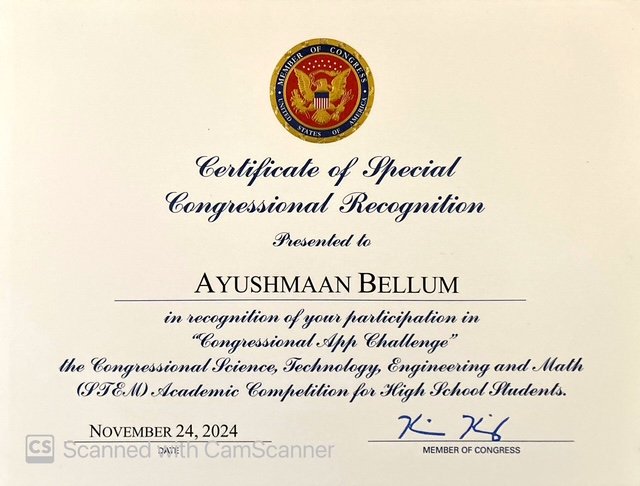 MEMBER OF CONGRESS
UNITED STATES OF AMERICA
Certificate of Special
Congressional Recognition
Presented to
AYUSHMAAN BELLUM
in recognition of your participation in
"Congressional App Challenge"
the Congressional Science, Technology, Engineering and Math
(STEM) Academic Competition for High School Students.
NOVEMBER 24, 2024
DATE
MEMBER OF CONGRESS
CS Scanned with CamScanner